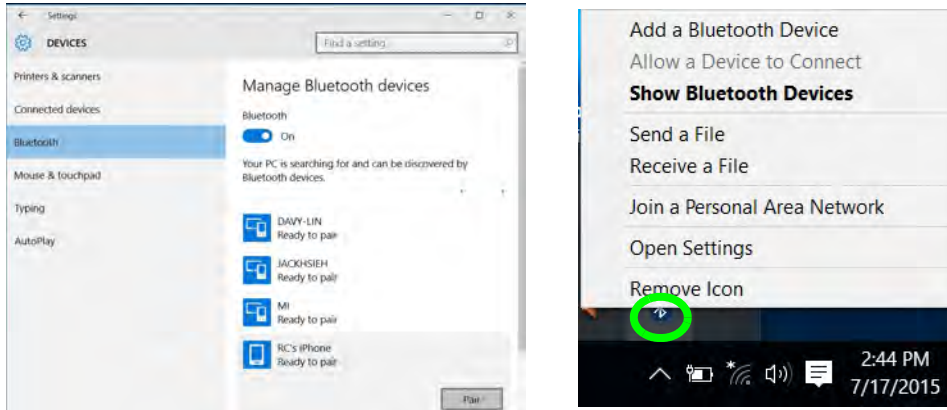 Settings
DEVICES
Find a setting
Printers & scanners
Connected devices
Bluetooth
Mouse & touchpad
Typing
AutoPlay
Manage Bluetooth devices
Bluetooth
On
Your PC is searching for and can be discovered by
Bluetooth devices.
DAVY-LIN
Ready to pair
JACKHSIEH
Ready to pair
MI
Ready to pair
RC's iPhone
Ready to pair
Pair
Add a Bluetooth Device
Allow a Device to Connect
Show Bluetooth Devices
Send a File
Receive a File
Join a Personal Area Network
Open Settings
Remove Icon
2:44 PM
7/17/2015